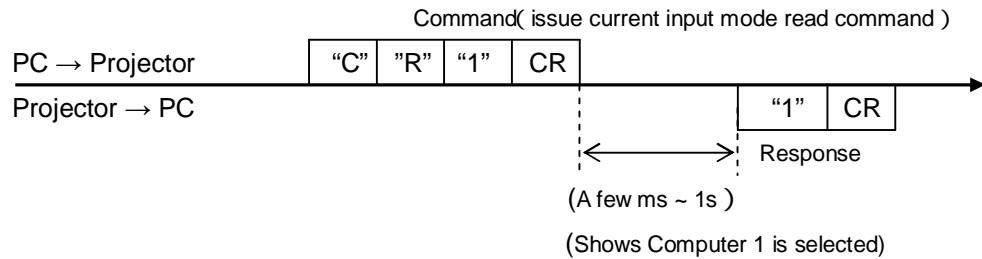 Command( issue current input mode read command )
PC → Projector “C” ”R” “1” CR
Projector → PC “1” CR
Response
(A few ms ~ 1s )
(Shows Computer 1 is selected)